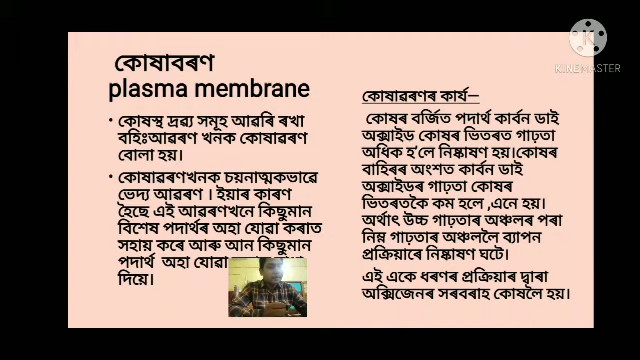 কোষাবৰণ
plasma membrane
• কোষস্থ দ্ৰব্য সমূহ আৱৰি ৰখা
বহিঃআৱৰণ খনক কোষাৱৰণ
বোলা হয়।
• কোষাৱৰণখনক চয়নাত্মকভাৱে
ভেদ্য আৱৰণ । ইয়াৰ কাৰণ
হৈছে এই আৱৰণখনে কিছুমান
বিশেষ পদাৰ্থৰ অহা যোৱা কৰাত
সহায় কৰে আৰু আন কিছুমান
পদাৰ্থ অহা যোৱা
দিয়ে।
কোষাৱৰণৰ কাৰ্য—
কোষৰ বৰ্জিত পদাৰ্থ কাৰ্বন ডাই
অক্সাইড কোষৰ ভিতৰত গাঢ়তা
অধিক হ'লে নিষ্কাষণ হয়।কোষৰ
বাহিৰৰ অংশত কাৰ্বন ডাই
অক্সাইডৰ গাঢ়তা কোষৰ
ভিতৰতকৈ কম হলে ,এনে হয়।
অৰ্থাৎ উচ্চ গাঢ়তাৰ অঞ্চলৰ পৰা
নিম্ন গাঢ়তাৰ অঞ্চললৈ ব্যাপন
প্ৰক্ৰিয়াৰে নিষ্কাষণ ঘটে।
এই একে ধৰণৰ প্ৰক্ৰিয়াৰ দ্বাৰা
অক্সিজেনৰ সৰবৰাহ কোষলৈ হয়।
KINEMASTER